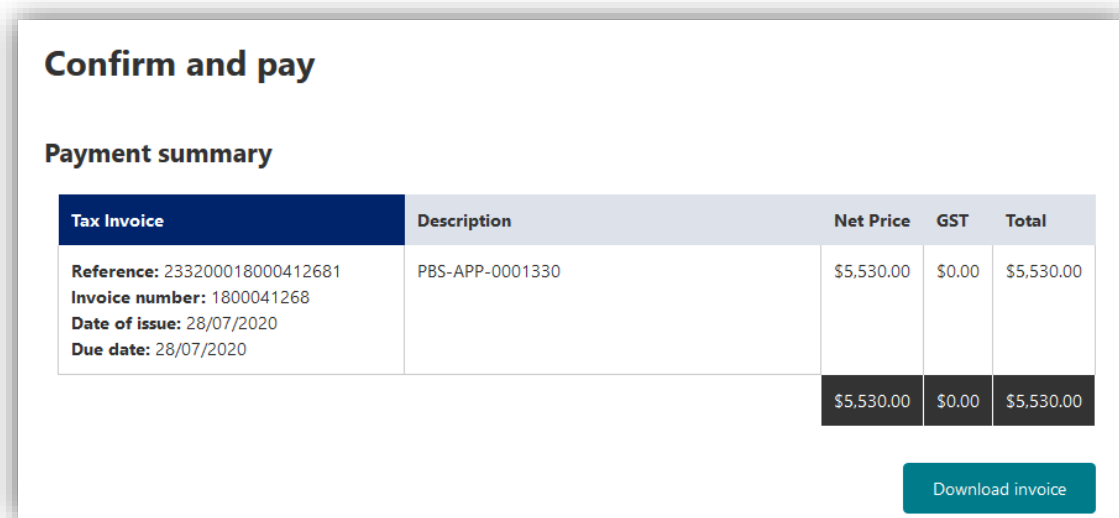 Confirm and pay
Payment summary
Tax Invoice Description Net Price GST Total
Reference: 233200018000412681 PBS-APP-0001330 $5,530.00 $0.00 $5,530.00
Invoice number: 1800041268
Date of issue: 28/07/2020
Due date: 28/07/2020
$5,530.00 $0.00 $5,530.00
Download invoice